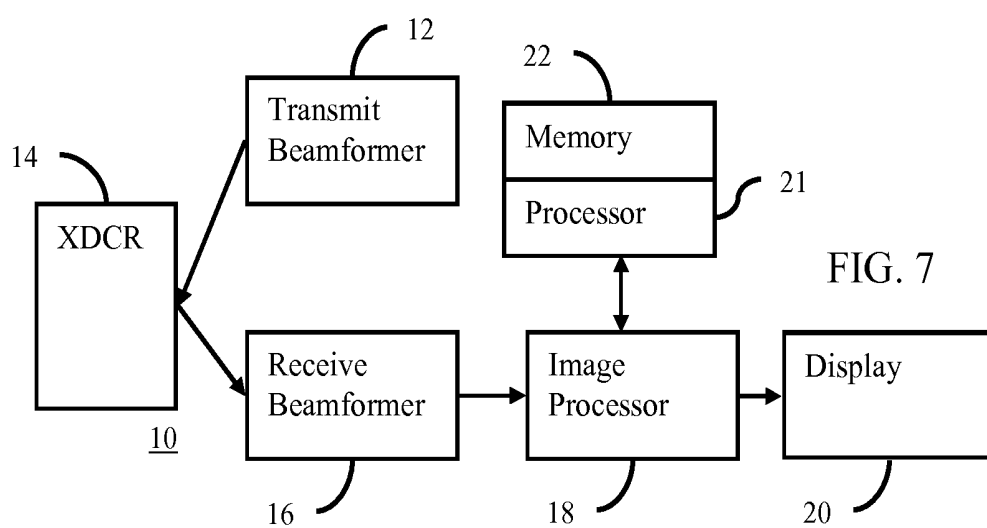 12
Transmit
Beamformer
22
Memory
21
Processor
14
XDCR
FIG. 7
10
Receive
Beamformer
16
Image
Processor
18
Display
20